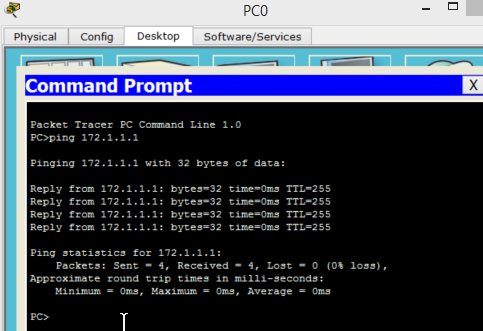 PC0
Physical Config Desktop Software/Services
Command Prompt X
Packet Tracer PC Command Line 1.0
PC>ping 172.1.1.1
Pinging 172.1.1.1 with 32 bytes of data:
Reply from 172.1.1.1: bytes=32 time=0ms TTL=255
Reply from 172.1.1.1: bytes=32 time=0ms TTL=255
Reply from 172.1.1.1: bytes=32 time=0ms TTL=255
Reply from 172.1.1.1: bytes=32 time=0ms TTL=255
Ping statistics for 172.1.1.1:
Packets: Sent = 4, Received = 4, Lost = 0 (0% loss),
Approximate round trip times in milli-seconds:
Minimum = 0ms, Maximum = 0ms, Average = 0ms
PC>